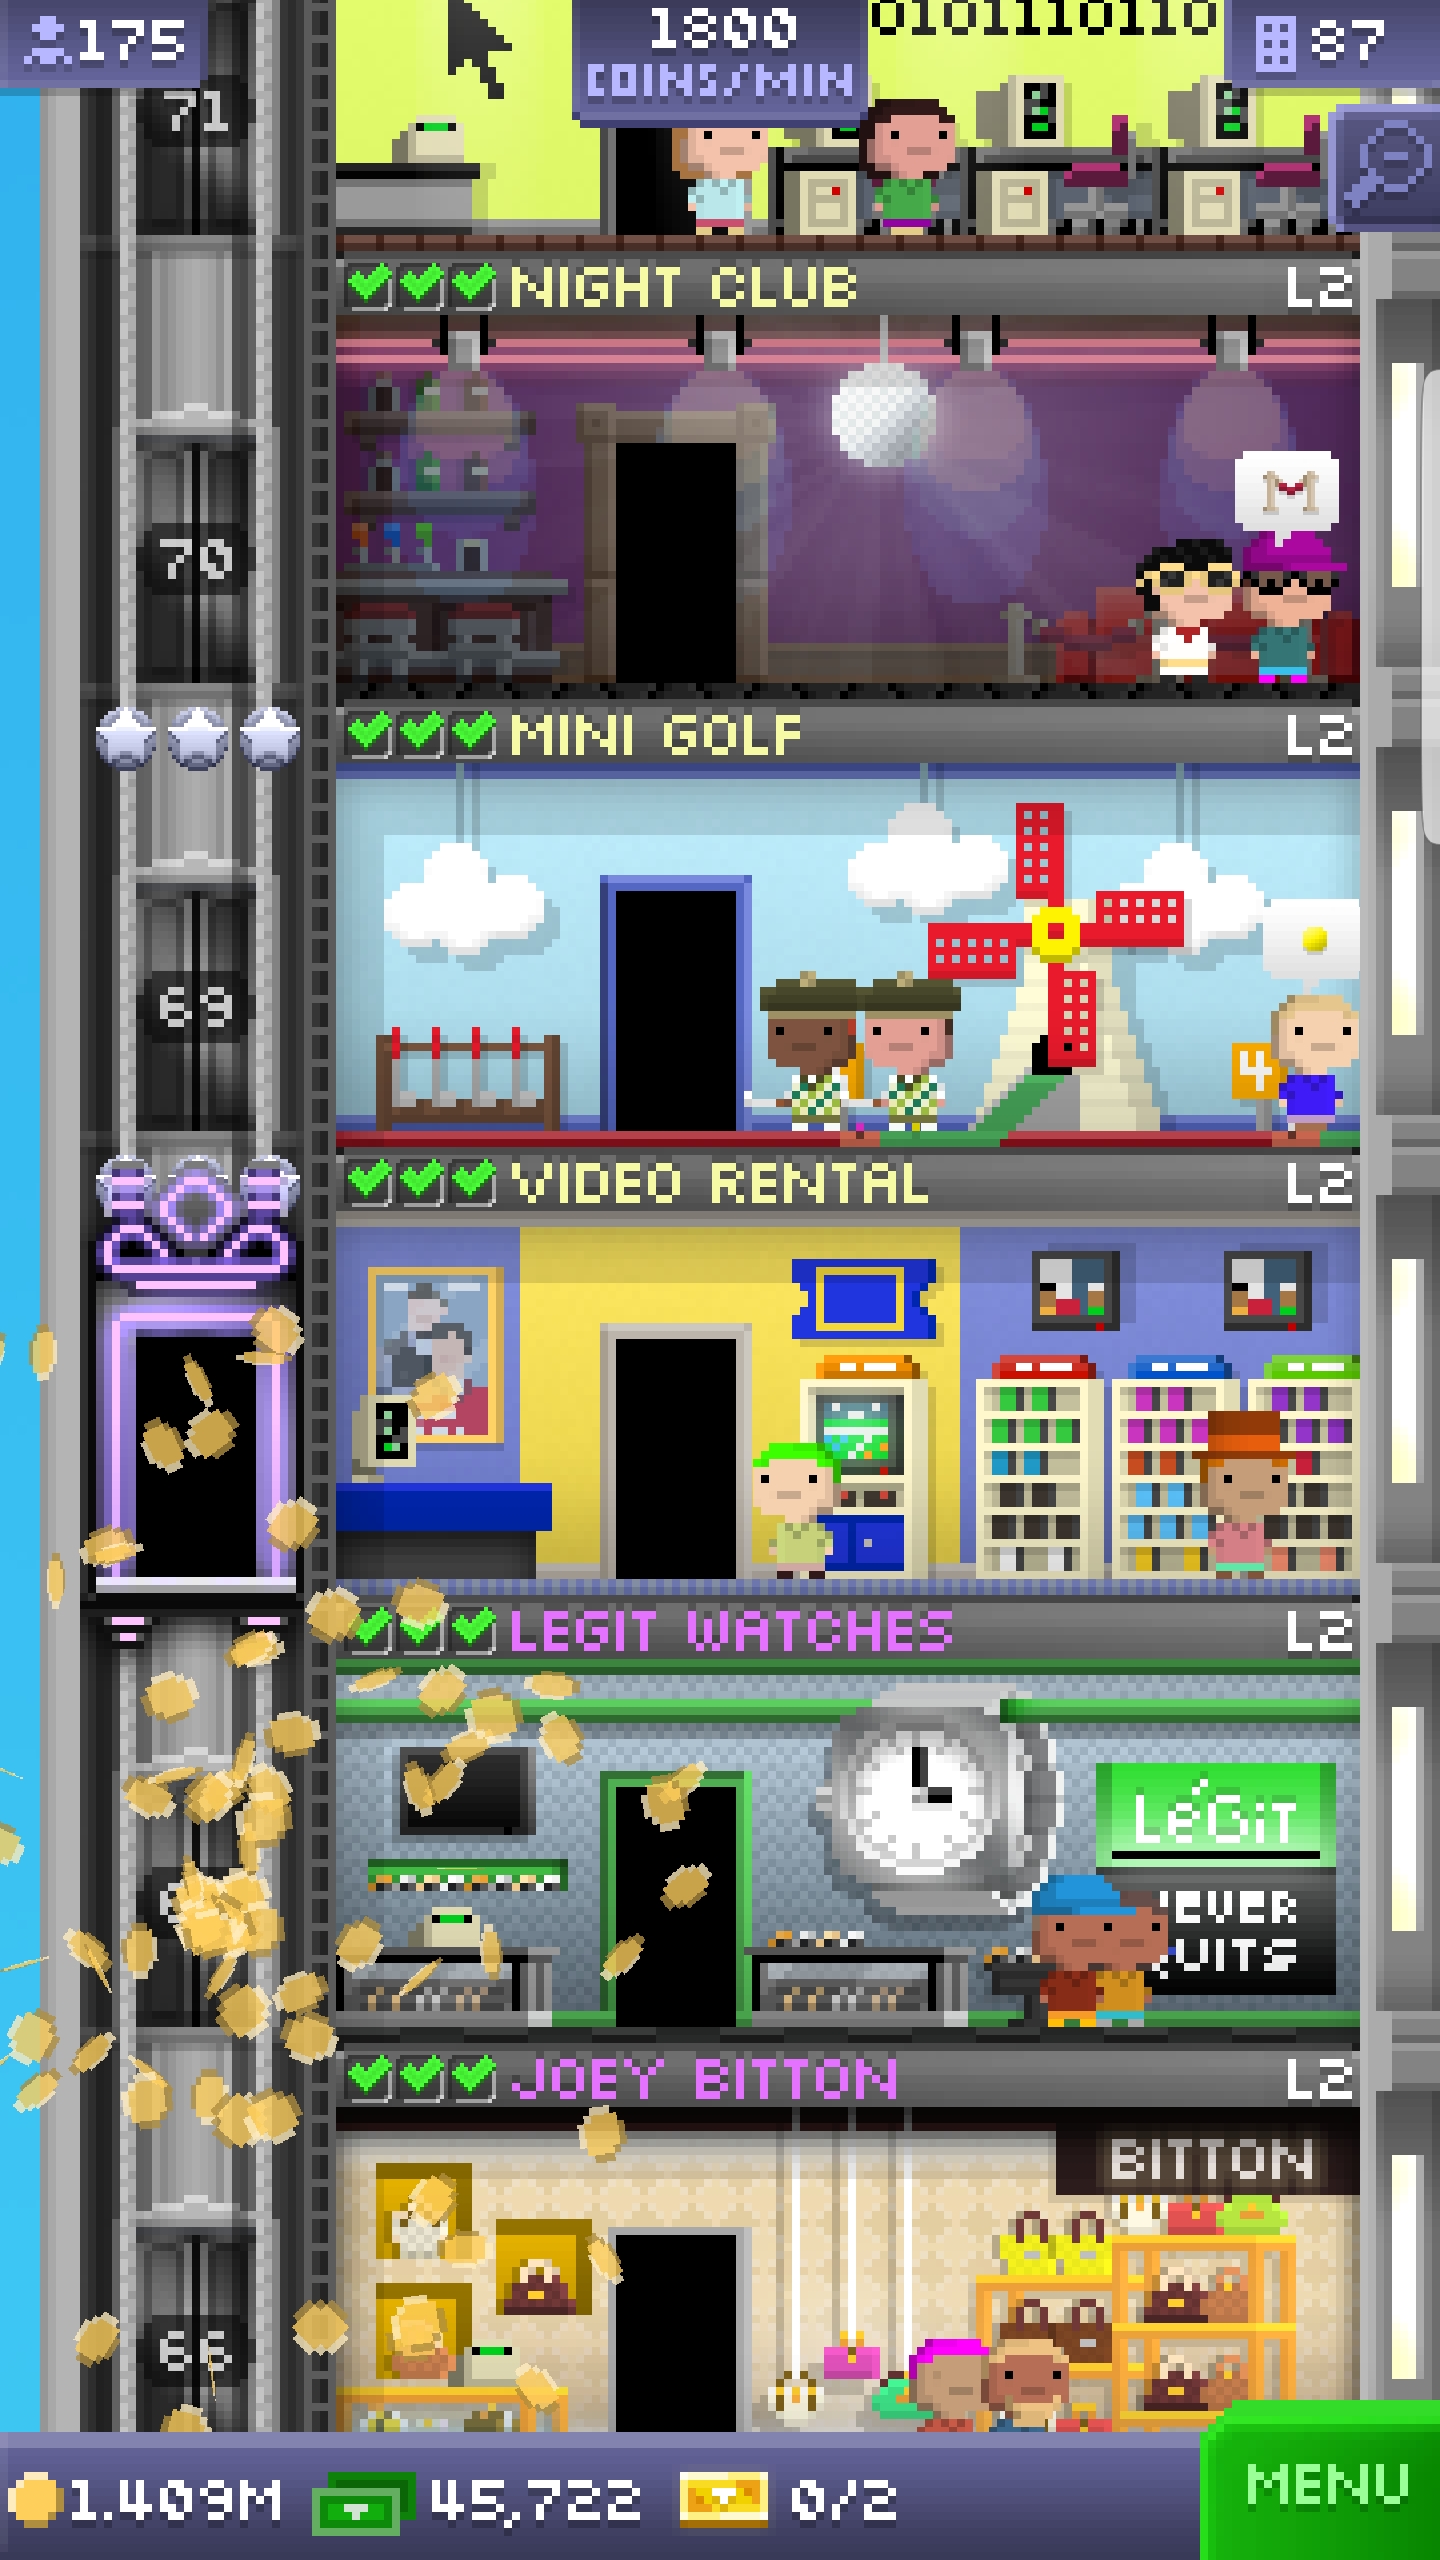 175
1800
COINS/MIN
0101110110
87
71
NIGHT CLUB L2
70
M
MINI GOLF L2
69
4
VIDEO RENTAL L2
LEGIT WATCHES L2
LéGiT
JOEY BITTON L2
BITTON
66
1.409M 45,722 0/2
MENU